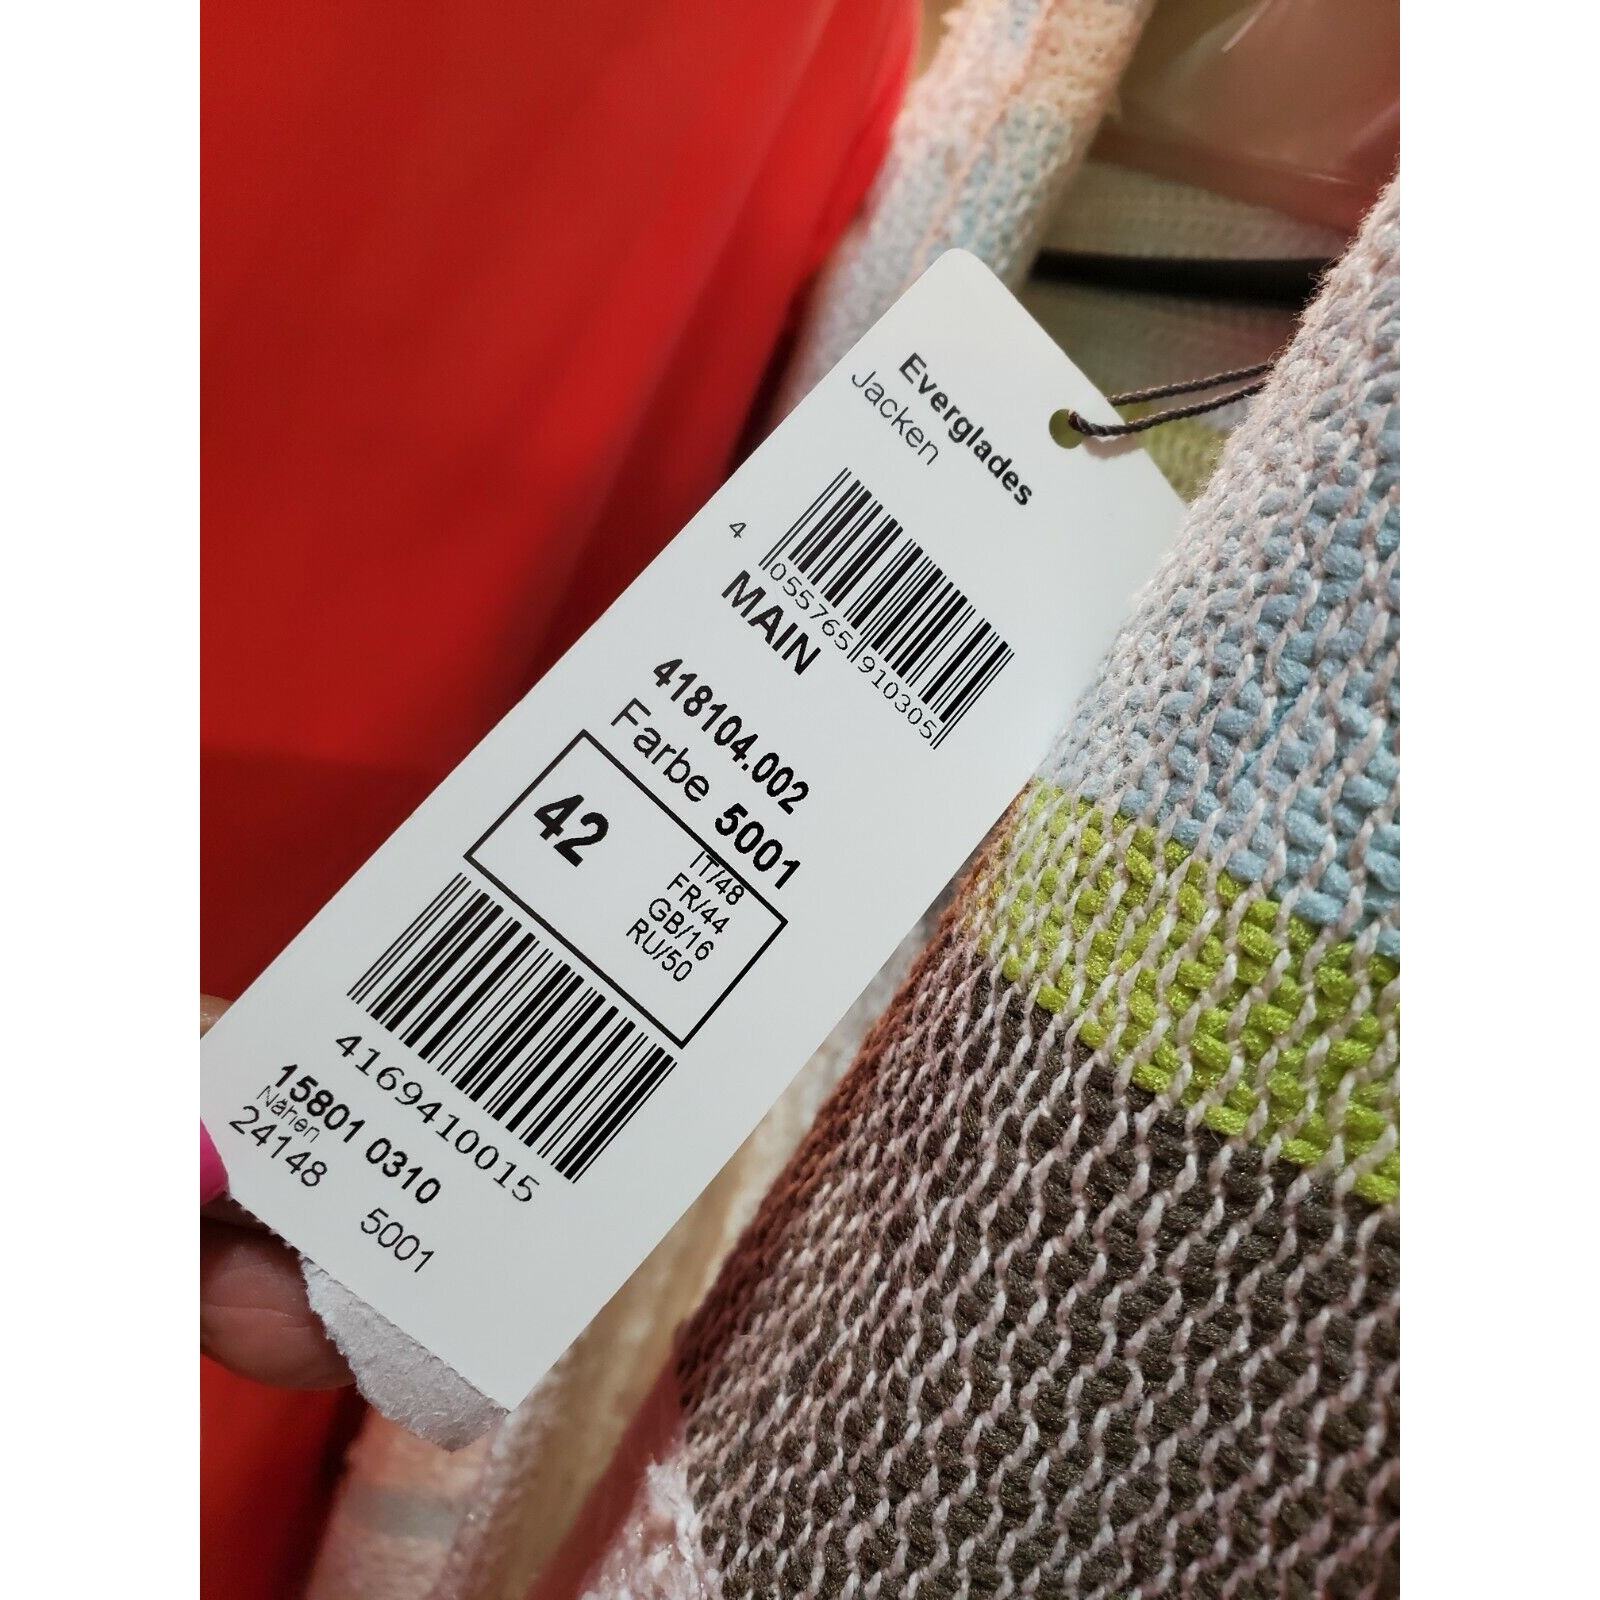 Everglades
Jacken
4 055765 910305
MAIN
418104.002
Farbe 5001
42
IT/48
FR/44
GB/16
RU/50
4169410015
15801 0310
Nähen
24148 5001